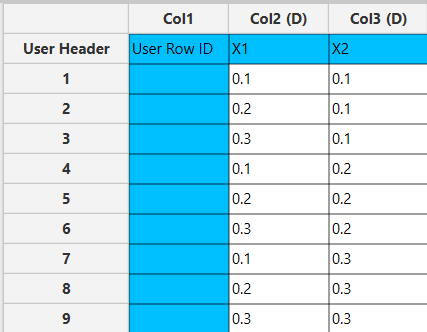 Col1 Col2 (D) Col3 (D)
User Header User Row ID X1 X2
1 0.1 0.1
2 0.2 0.1
3 0.3 0.1
4 0.1 0.2
5 0.2 0.2
6 0.3 0.2
7 0.1 0.3
8 0.2 0.3
9 0.3 0.3